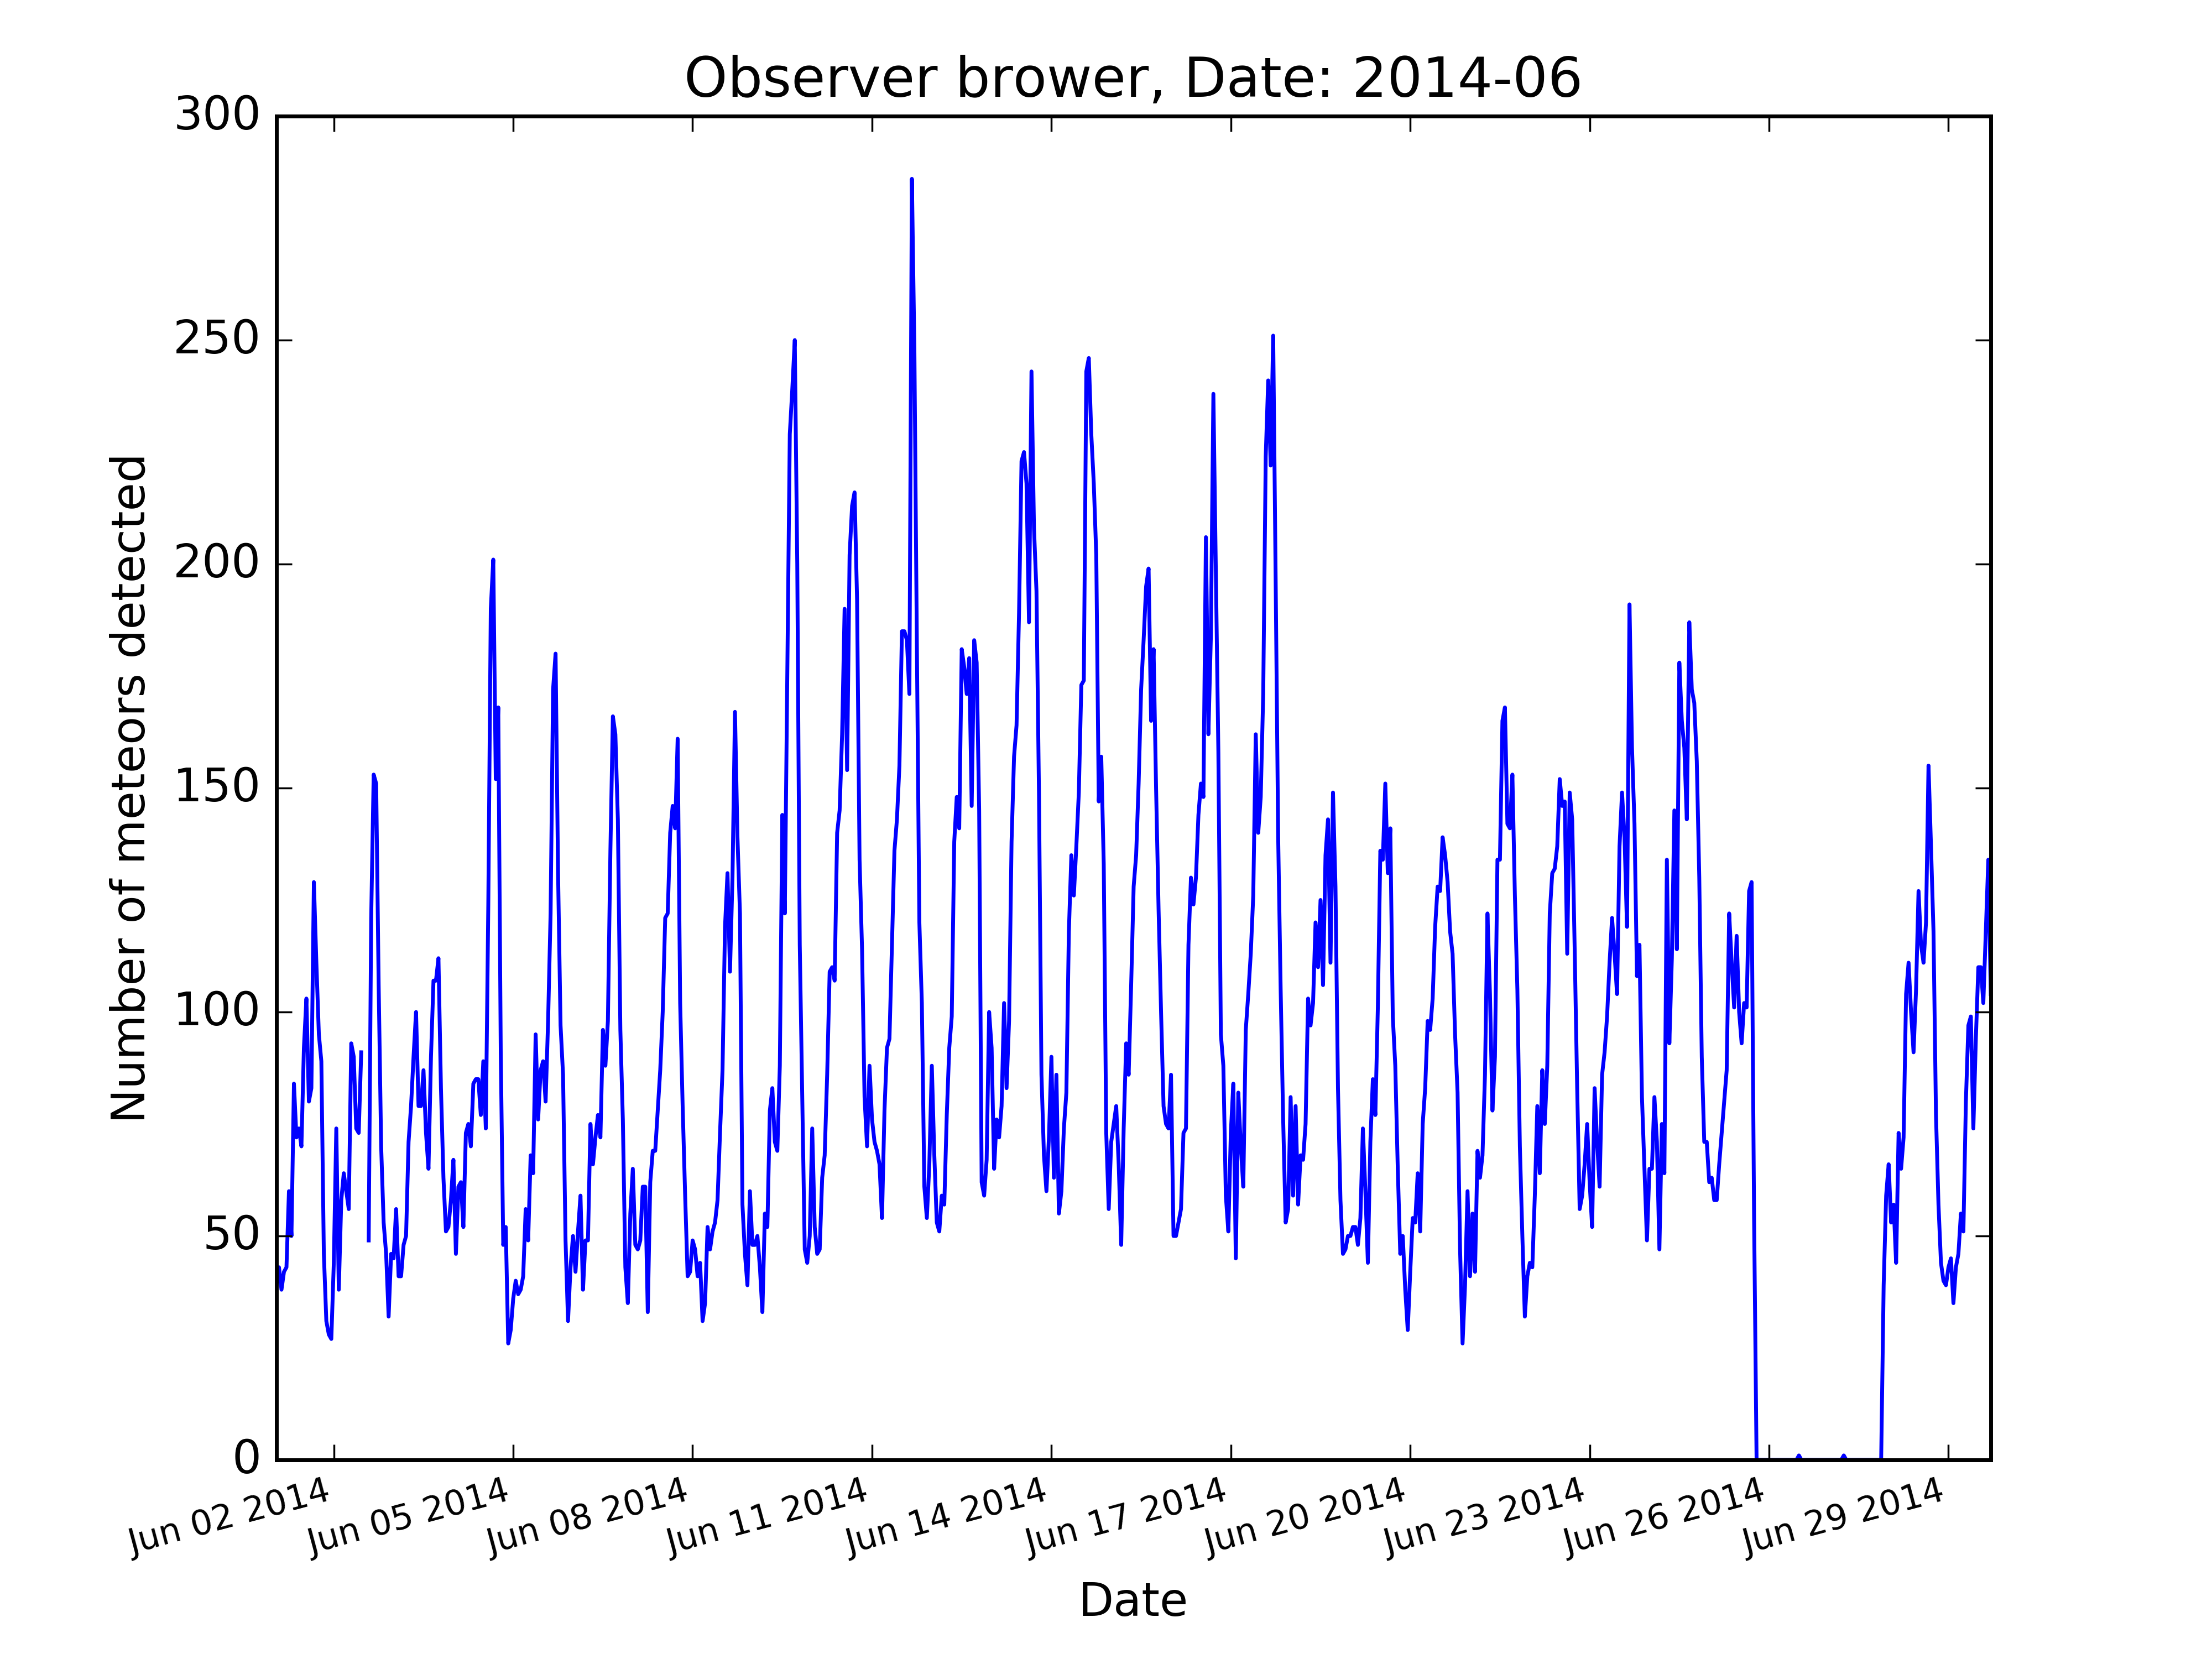 Observer brower, Date: 2014-06
300
250
200
150
100
50
0
Number of meteors detected
Jun 02 2014
Jun 05 2014
Jun 08 2014
Jun 11 2014
Jun 14 2014
Jun 17 2014
Jun 20 2014
Jun 23 2014
Jun 26 2014
Jun 29 2014
Date